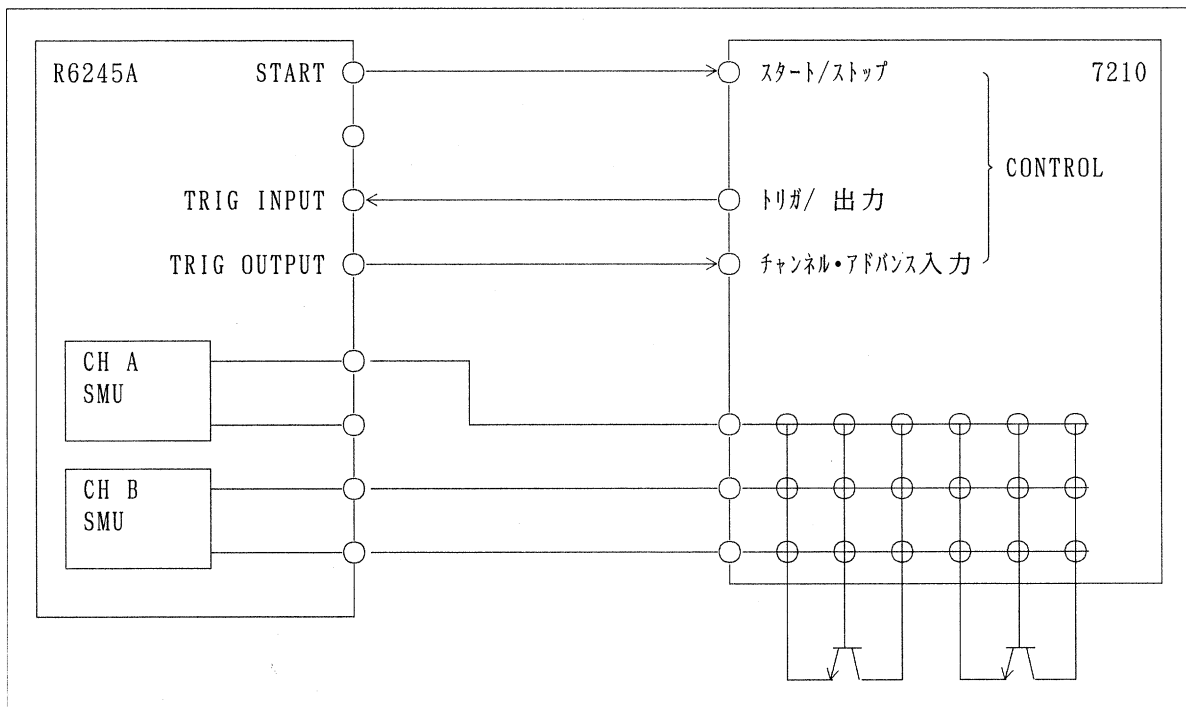 R6245A
START
TRIG INPUT
TRIG OUTPUT
CH A
SMU
CH B
SMU
7210
スタート/ストップ
トリガ/ 出力
チャンネル・アドバンス入力
CONTROL